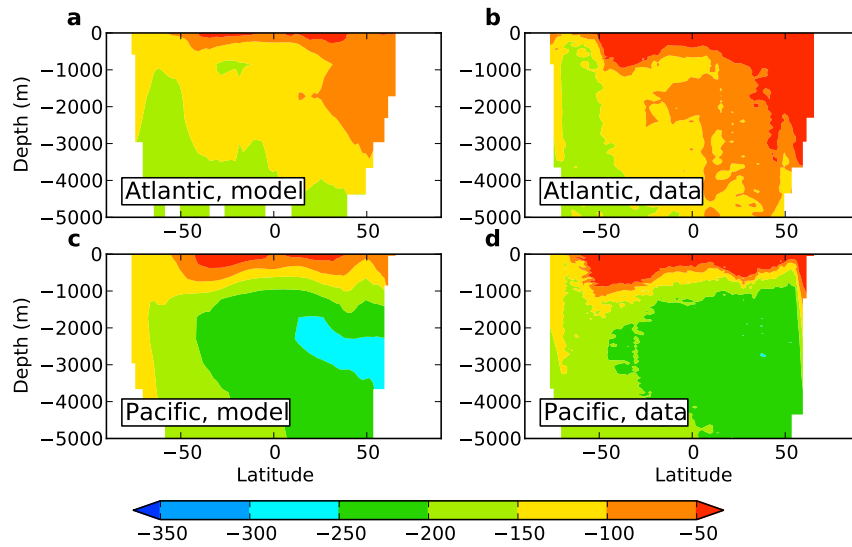 a
b
0
−1000
−2000
−3000
−4000
−5000
Depth (m)
Atlantic, model
−50 0 50
0
−1000
−2000
−3000
−4000
−5000
Atlantic, data
−50 0 50
c
d
0
−1000
−2000
−3000
−4000
−5000
Depth (m)
Pacific, model
−50 0 50
Latitude
0
−1000
−2000
−3000
−4000
−5000
Pacific, data
−50 0 50
Latitude
−350 −300 −250 −200 −150 −100 −50